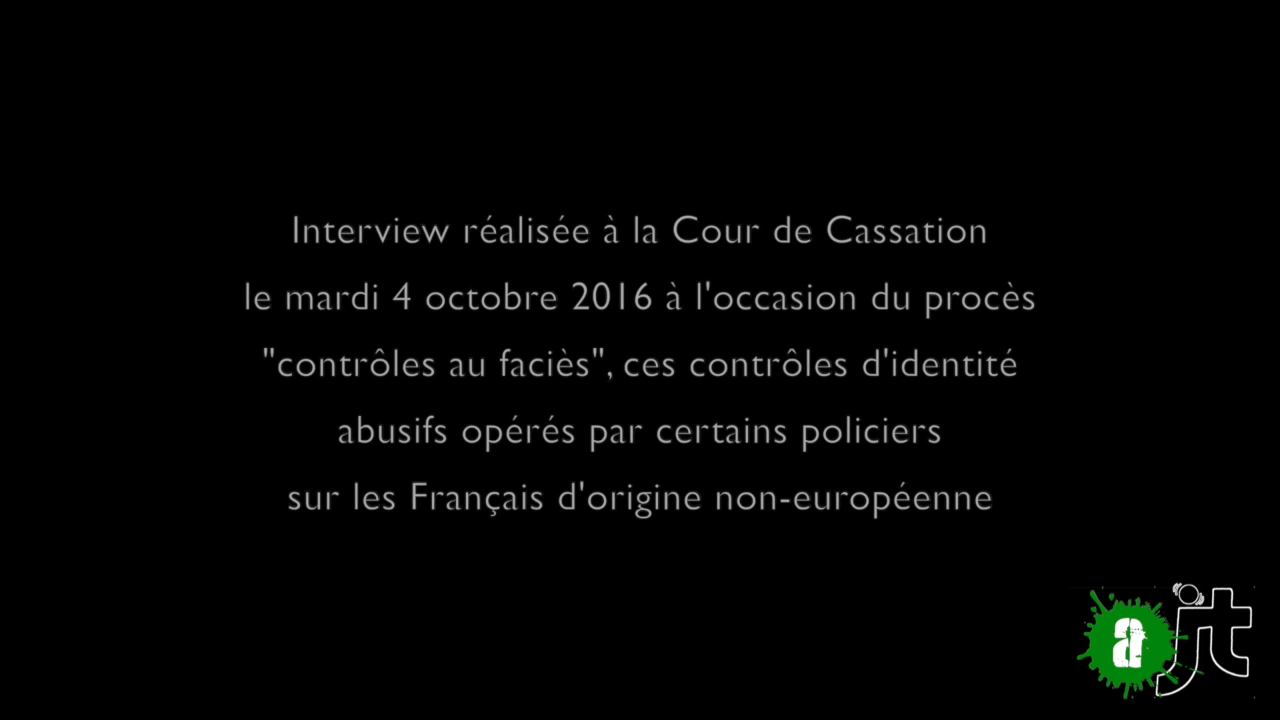 Interview réalisée à la Cour de Cassation
le mardi 4 octobre 2016 à l'occasion du procès
"contrôles au faciès", ces contrôles d'identité
abusifs opérés par certains policiers
sur les Français d'origine non-européenne
a jt